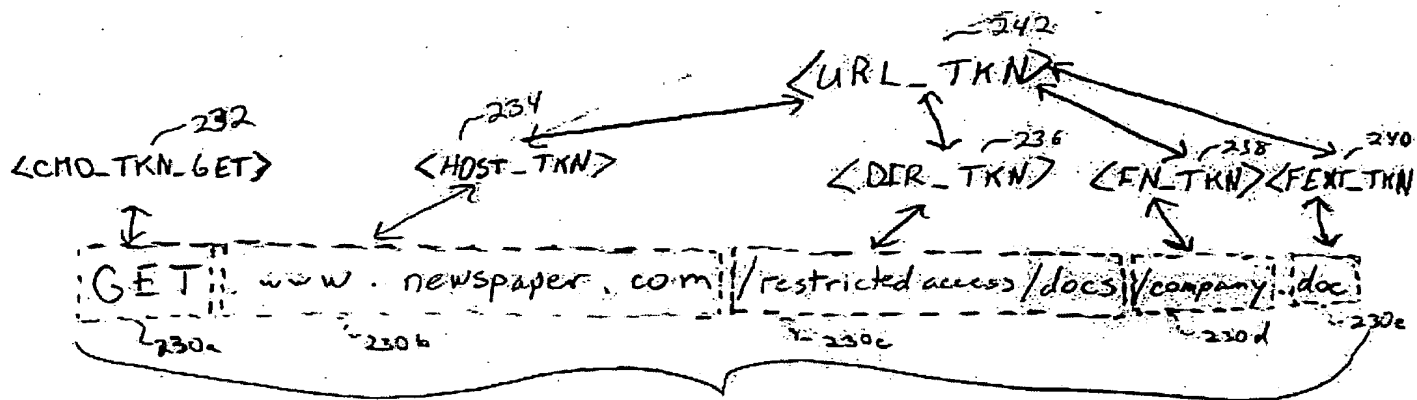 242
<URL_TKN>
232 234 236 238 240
<CMD_TKN_GET> <HOST_TKN> <DIR_TKN> <FN_TKN> <FEXT_TKN
GET www.newspaper.com /restricted access/docs /company .doc
230a 230b 230c 230d 230e